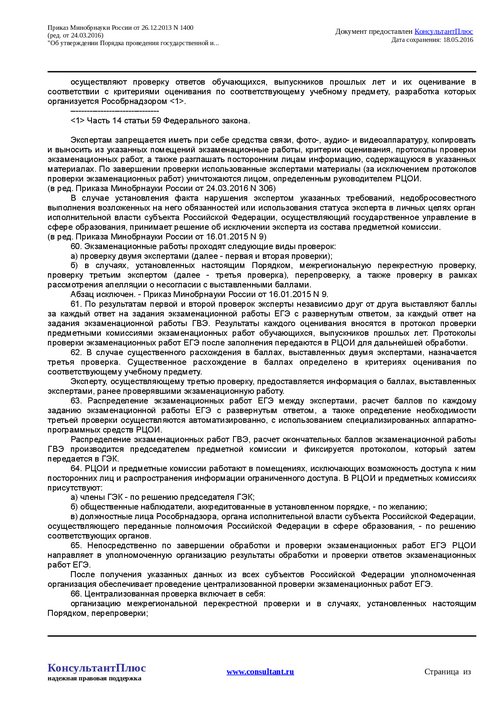 Приказ Минобрнауки России от 26.12.2013 N 1400
(ред. от 24.03.2016)
"Об утверждении Порядка проведения государственной и...
Документ предоставлен КонсультантПлюс
Дата сохранения: 18.05.2016
осуществляют проверку ответов обучающихся, выпускников прошлых лет и их оценивание в
соответствии с критериями оценивания по соответствующему учебному предмету, разработка которых
организуется Рособрнадзором <1>.
--------------------------------
<1> Часть 14 статьи 59 Федерального закона.
Экспертам запрещается иметь при себе средства связи, фото-, аудио- и видеоаппаратуру, копировать
и выносить из указанных помещений экзаменационные работы, критерии оценивания, протоколы проверки
экзаменационных работ, а также разглашать посторонним лицам информацию, содержащуюся в указанных
материалах. По завершении проверки использованные экспертами материалы (за исключением протоколов
проверки экзаменационных работ) уничтожаются лицом, определенным руководителем РЦОИ.
(в ред. Приказа Минобрнауки России от 24.03.2016 N 306)
В случае установления факта нарушения экспертом указанных требований, недобросовестного
выполнения возложенных на него обязанностей или использования статуса эксперта в личных целях орган
исполнительной власти субъекта Российской Федерации, осуществляющий государственное управление в
сфере образования, принимает решение об исключении эксперта из состава предметной комиссии.
(в ред. Приказа Минобрнауки России от 16.01.2015 N 9)
60. Экзаменационные работы проходят следующие виды проверок:
а) проверку двумя экспертами (далее - первая и вторая проверки);
б) в случаях, установленных настоящим Порядком, межрегиональную перекрестную проверку,
проверку третьим экспертом (далее - третья проверка), перепроверку, а также проверку в рамках
рассмотрения апелляции о несогласии с выставленными баллами.
Абзац исключен. - Приказ Минобрнауки России от 16.01.2015 N 9.
61. По результатам первой и второй проверок эксперты независимо друг от друга выставляют баллы
за каждый ответ на задания экзаменационной работы ЕГЭ с развернутым ответом, за каждый ответ на
задания экзаменационной работы ГВЭ. Результаты каждого оценивания вносятся в протокол проверки
предметными комиссиями экзаменационных работ обучающихся, выпускников прошлых лет. Протоколы
проверки экзаменационных работ ЕГЭ после заполнения передаются в РЦОИ для дальнейшей обработки.
62. В случае существенного расхождения в баллах, выставленных двумя экспертами, назначается
третья проверка. Существенное расхождение в баллах определено в критериях оценивания по
соответствующему учебному предмету.
Эксперту, осуществляющему третью проверку, предоставляется информация о баллах, выставленных
экспертами, ранее проверявшими экзаменационную работу.
63. Распределение экзаменационных работ ЕГЭ между экспертами, расчет баллов по каждому
заданию экзаменационной работы ЕГЭ с развернутым ответом, а также определение необходимости
третьей проверки осуществляются автоматизированно, с использованием специализированных аппаратно-
программных средств РЦОИ.
Распределение экзаменационных работ ГВЭ, расчет окончательных баллов экзаменационной работы
ГВЭ производится председателем предметной комиссии и фиксируется протоколом, который затем
передается в ГЭК.
64. РЦОИ и предметные комиссии работают в помещениях, исключающих возможность доступа к ним
посторонних лиц и распространения информации ограниченного доступа. В РЦОИ и предметных комиссиях
присутствуют:
а) члены ГЭК - по решению председателя ГЭК;
б) общественные наблюдатели, аккредитованные в установленном порядке, - по желанию;
в) должностные лица Рособрнадзора, органа исполнительной власти субъекта Российской Федерации,
осуществляющего переданные полномочия Российской Федерации в сфере образования, - по решению
соответствующих органов.
65. Непосредственно по завершении обработки и проверки экзаменационных работ ЕГЭ РЦОИ
направляет в уполномоченную организацию результаты обработки и проверки ответов экзаменационных
работ ЕГЭ.
После получения указанных данных из всех субъектов Российской Федерации уполномоченная
организация обеспечивает проведение централизованной проверки экзаменационных работ ЕГЭ.
66. Централизованная проверка включает в себя:
организацию межрегиональной перекрестной проверки и в случаях, установленных настоящим
Порядком, перепроверки;
КонсультантПлюс
надежная правовая поддержка
www.consultant.ru
Страница из